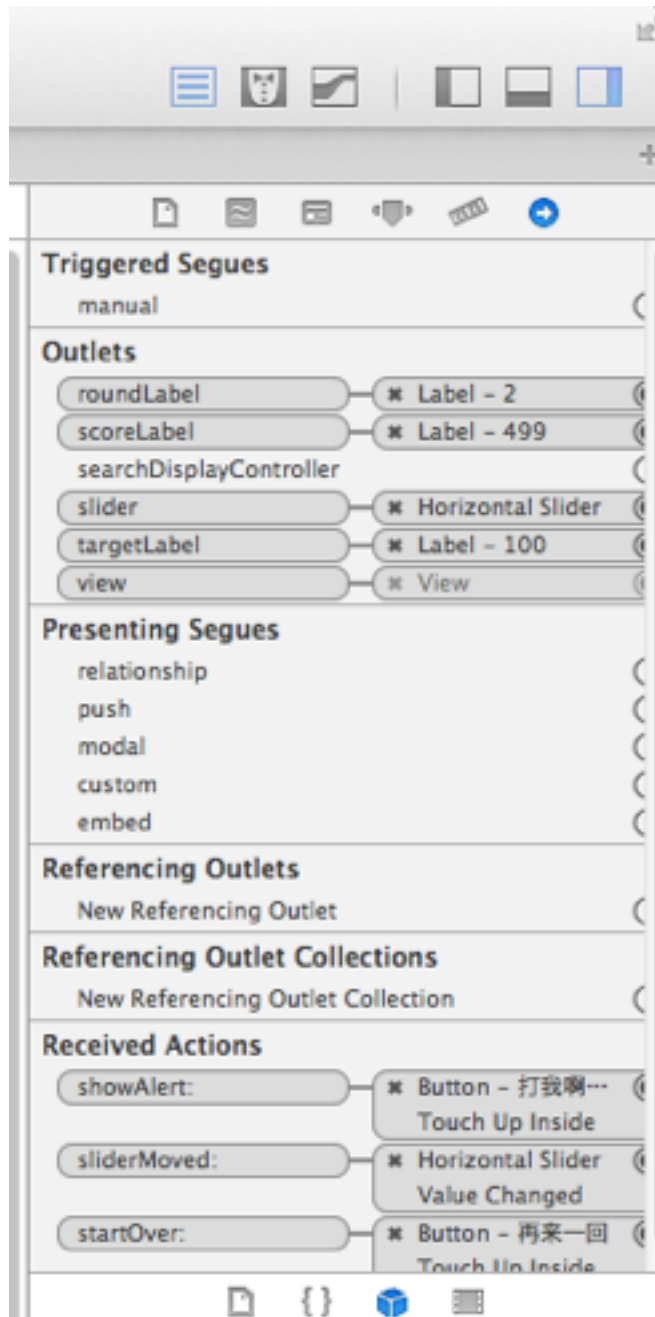 Triggered Segues
manual
Outlets
roundLabel ✖ Label – 2
scoreLabel ✖ Label – 499
searchDisplayController
slider ✖ Horizontal Slider
targetLabel ✖ Label – 100
view ✖ View
Presenting Segues
relationship
push
modal
custom
embed
Referencing Outlets
New Referencing Outlet
Referencing Outlet Collections
New Referencing Outlet Collection
Received Actions
showAlert: ✖ Button – 打我啊…
Touch Up Inside
sliderMoved: ✖ Horizontal Slider
Value Changed
startOver: ✖ Button – 再来一回
Touch Up Inside